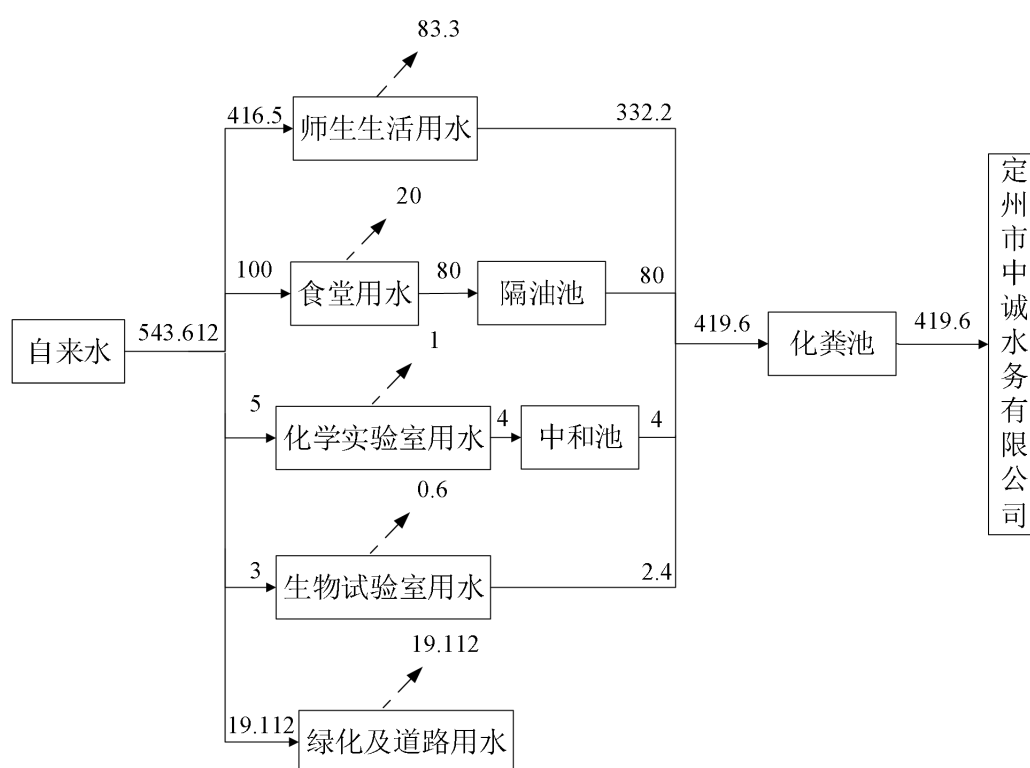 83.3
416.5
师生生活用水
332.2
20
100
食堂用水
80
隔油池
80
自来水
543.612
1
419.6
化粪池
419.6
定州市中诚水务有限公司
5
化学实验室用水
4
中和池
4
0.6
3
生物试验室用水
2.4
19.112
19.112
绿化及道路用水